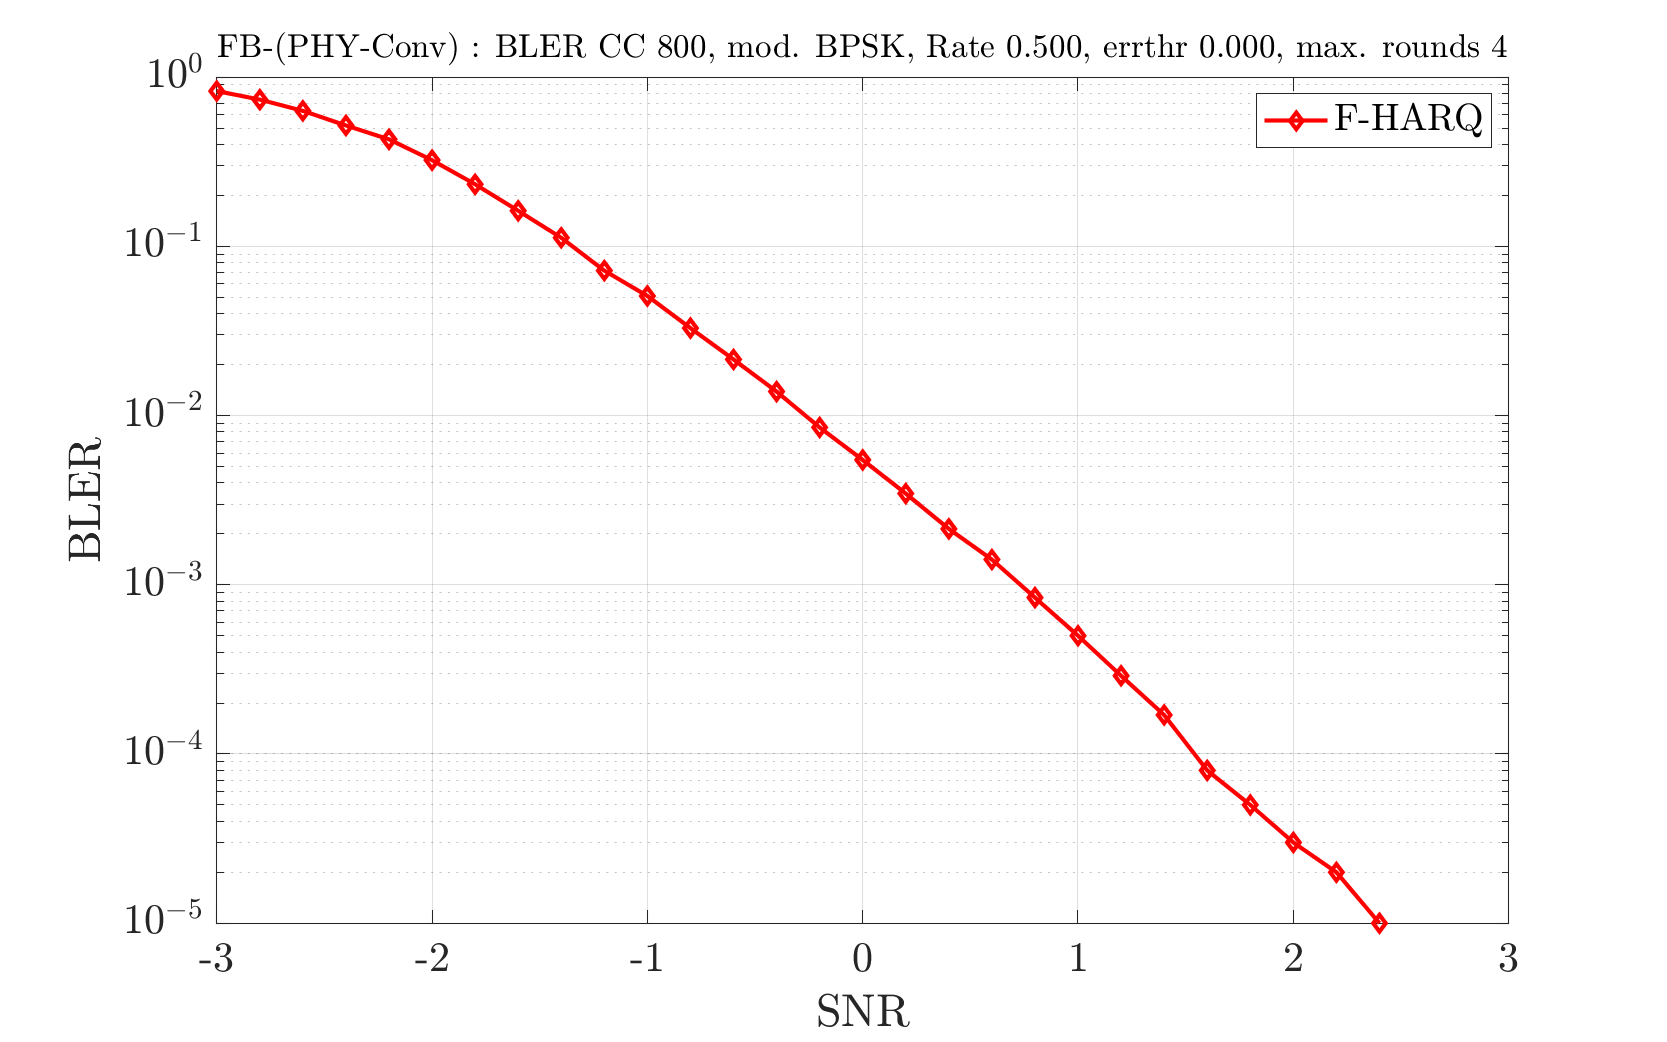 FB-(PHY-Conv) : BLER CC 800, mod. BPSK, Rate 0.500, errthr 0.000, max. rounds 4
F-HARQ
BLER
10^0
10^-1
10^-2
10^-3
10^-4
10^-5
-3 -2 -1 0 1 2 3
SNR